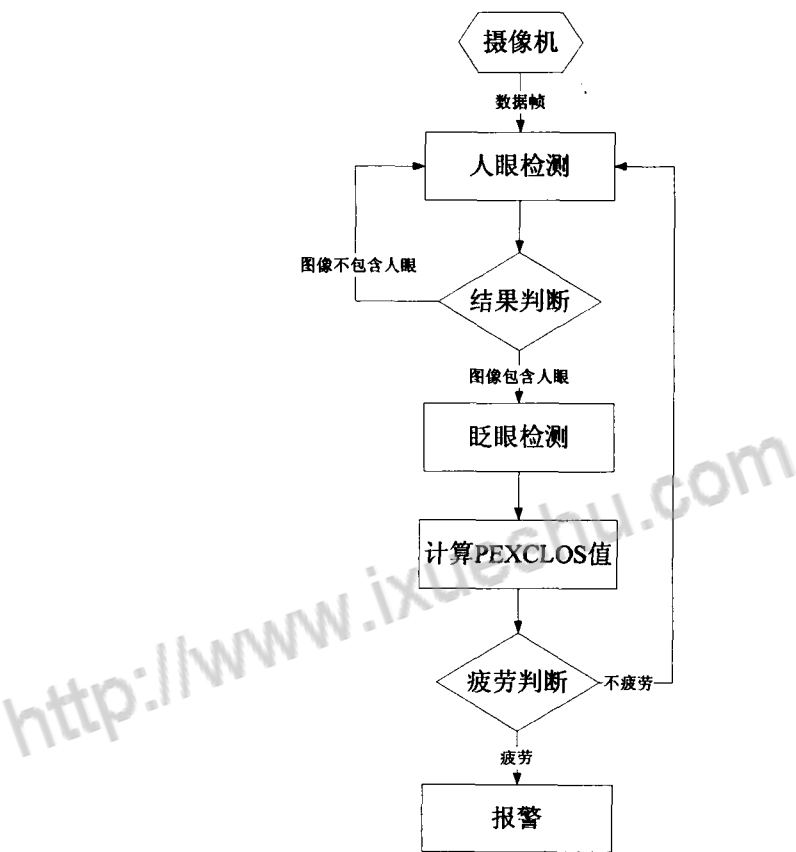 摄像机
数据帧
人眼检测
图像不包含人眼
结果判断
图像包含人眼
眨眼检测
计算PEXCLOS值
疲劳判断
不疲劳
疲劳
报警
http://www.ixueshu.com